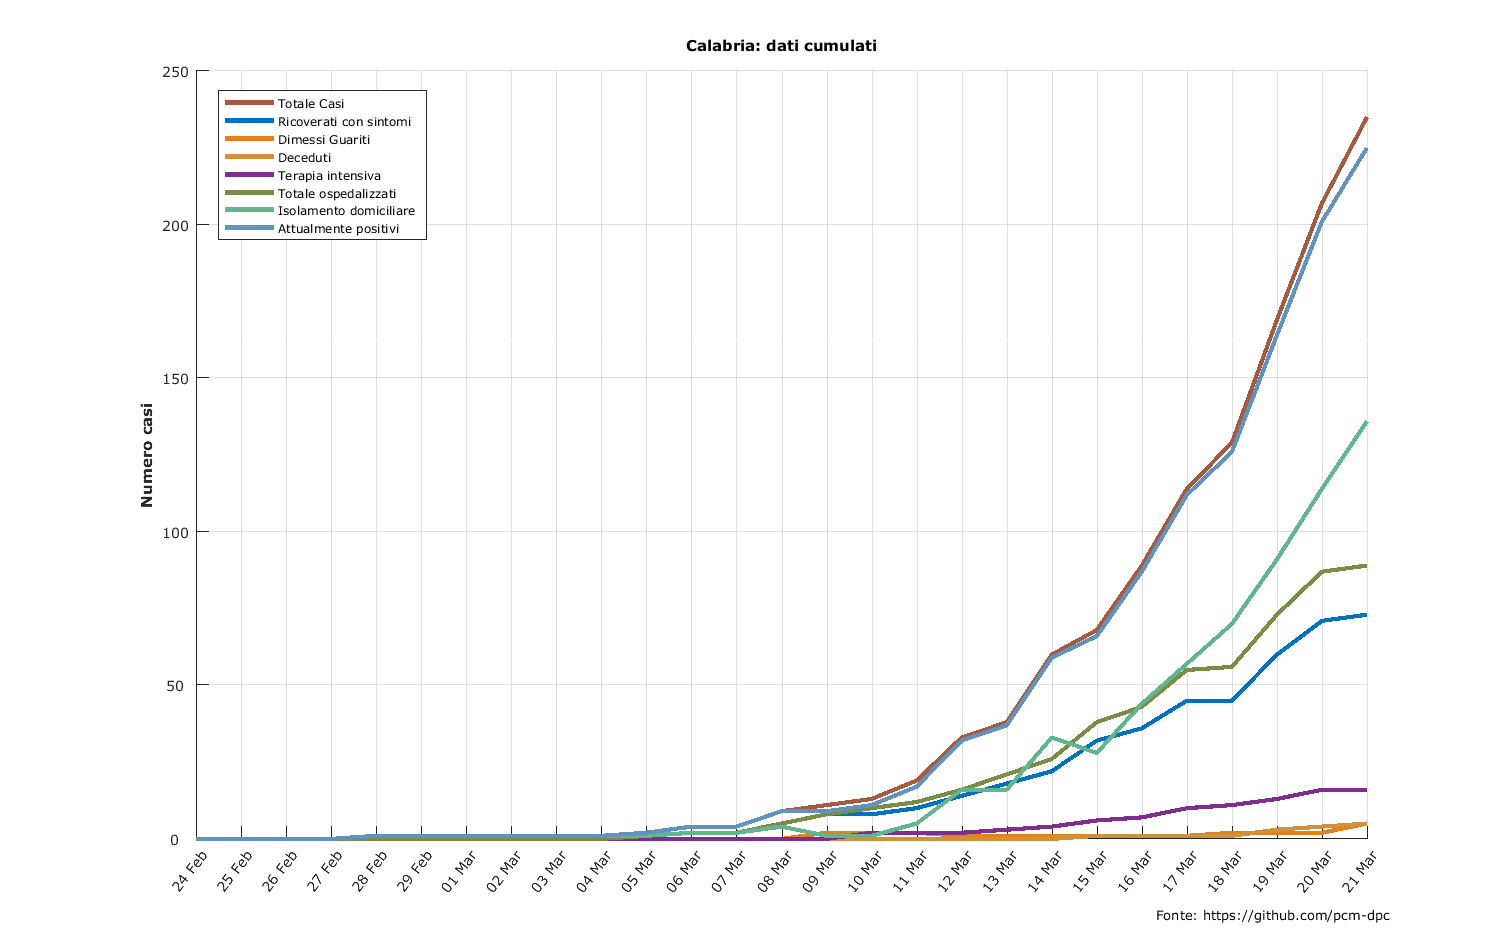 Calabria: dati cumulati
250
200
150
100
50
0
Numero casi
Totale Casi
Ricoverati con sintomi
Dimessi Guariti
Deceduti
Terapia intensiva
Totale ospedalizzati
Isolamento domiciliare
Attualmente positivi
24 Feb
25 Feb
26 Feb
27 Feb
28 Feb
29 Feb
01 Mar
02 Mar
03 Mar
04 Mar
05 Mar
06 Mar
07 Mar
08 Mar
09 Mar
10 Mar
11 Mar
12 Mar
13 Mar
14 Mar
15 Mar
16 Mar
17 Mar
18 Mar
19 Mar
20 Mar
21 Mar
Fonte: https://github.com/pcm-dpc